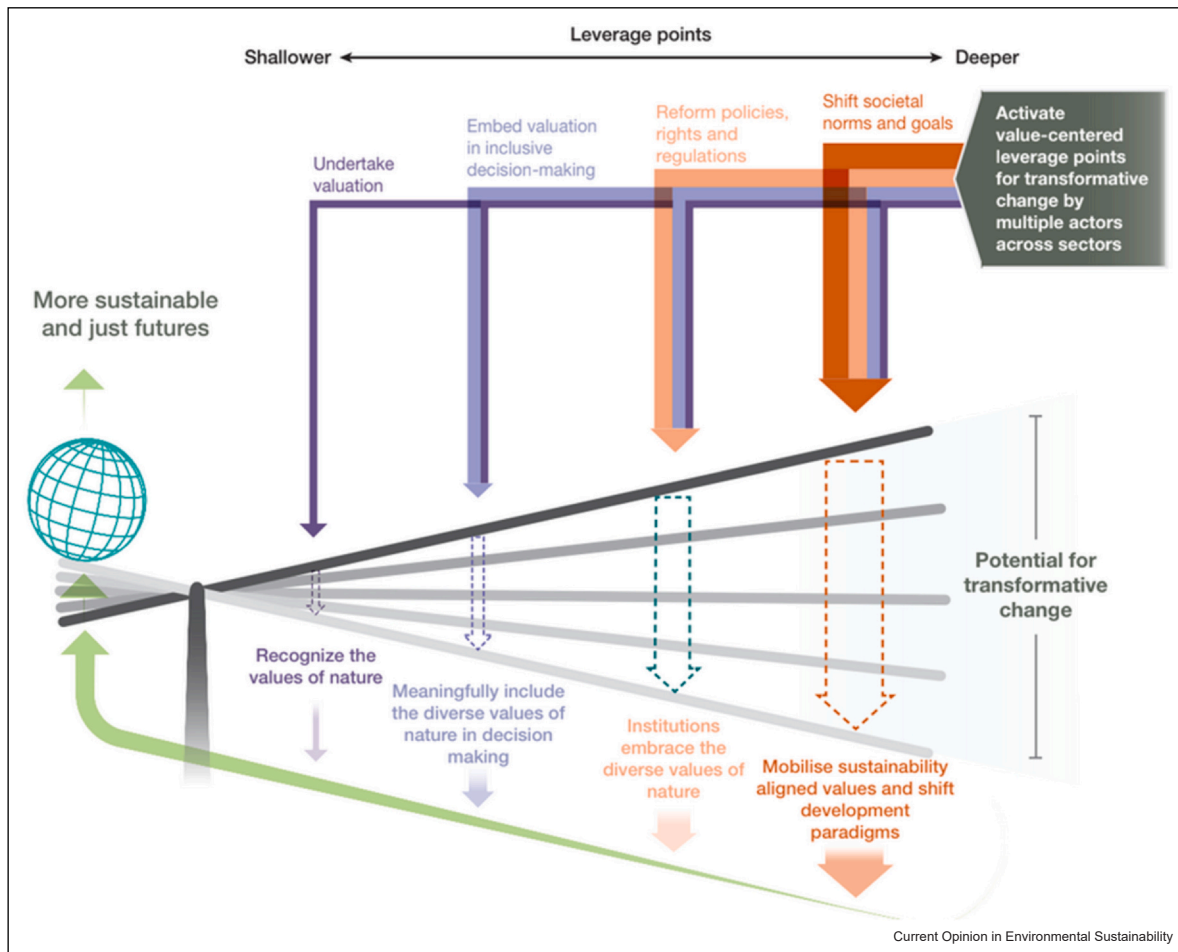 Leverage points
Shallower
Deeper
Undertake
valuation
Embed valuation
in inclusive
decision-making
Reform policies,
rights and
regulations
Shift societal
norms and goals
Activate
value-centered
leverage points
for transformative
change by
multiple actors
across sectors
More sustainable
and just futures
Potential for
transformative
change
Recognize the
values of nature
Meaningfully include
the diverse values of
nature in decision
making
Institutions
embrace the
diverse values of
nature
Mobilise sustainability
aligned values and shift
development
paradigms
Current Opinion in Environmental Sustainability